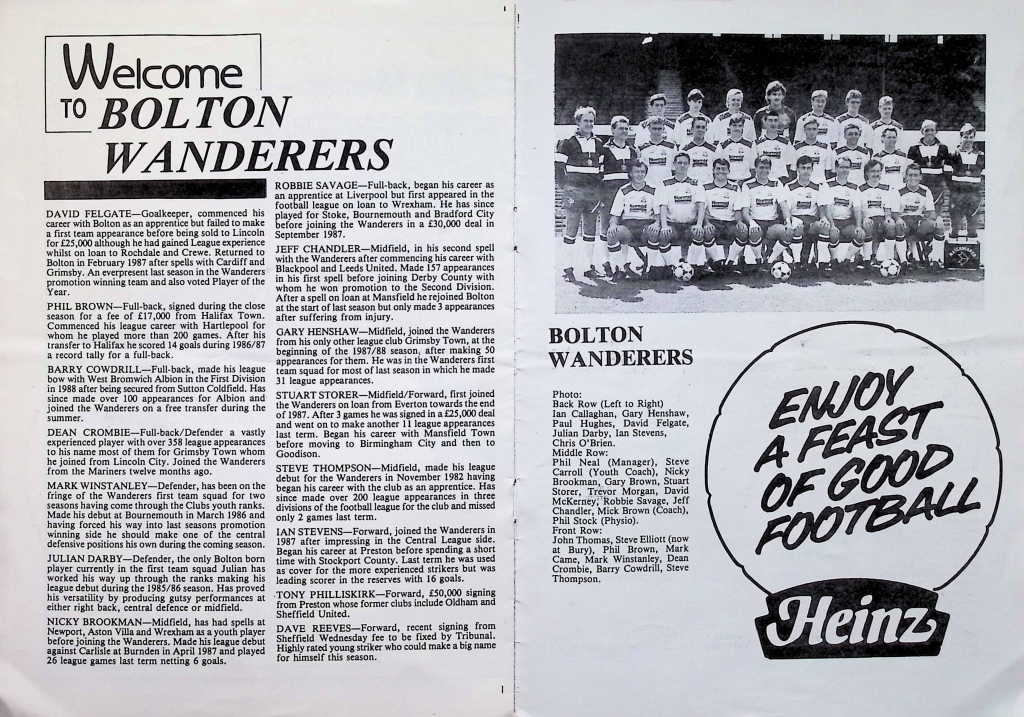 Welcome
TO BOLTON
WANDERERS
DAVID FELGATE—Goalkeeper, commenced his
career with Bolton as an apprentice but failed to make
a first team appearance before being sold to Lincoln
for £25,000 although he had gained League experience
whilst on loan to Rochdale and Crewe. Returned to
Bolton in February 1987 after spells with Cardiff and
Grimsby. An everpresent last season in the Wanderers
promotion winning team and also voted Player of the
Year.
PHIL BROWN—Full-back, signed during the close
season for a fee of £17,000 from Halifax Town.
Commenced his league career with Hartlepool for
whom he played more than 200 games. After his
transfer to Halifax he scored 14 goals during 1986/87
a record tally for a full-back.
BARRY COWDRILL—Full-back, made his league
bow with West Bromwich Albion in the First Division
in 1988 after being secured from Sutton Coldfield. Has
since made over 100 appearances for Albion and
joined the Wanderers on a free transfer during the
summer.
DEAN CROMBIE—Full-back/Defender a vastly
experienced player with over 358 league appearances
to his name most of them for Grimsby Town whom
he joined from Lincoln City. Joined the Wanderers
from the Mariners twelve months ago.
MARK WINSTANLEY—Defender, has been on the
fringe of the Wanderers first team squad for two
seasons having come through the Clubs youth ranks.
Made his debut at Bournemouth in March 1986 and
having forced his way into last seasons promotion
winning side he should make one of the central
defensive positions his own during the coming season.
JULIAN DARBY—Defender, the only Bolton born
player currently in the first team squad Julian has
worked his way up through the ranks making his
league debut during the 1985/86 season. Has proved
his versatility by producing gutsy performances at
either right back, central defence or midfield.
NICKY BROOKMAN—Midfield, has had spells at
Newport, Aston Villa and Wrexham as a youth player
before joining the Wanderers. Made his league debut
against Carlisle at Burnden in April 1987 and played
26 league games last term netting 6 goals.
ROBBIE SAVAGE—Full-back, began his career as
an apprentice at Liverpool but first appeared in the
football league on loan to Wrexham. He has since
played for Stoke, Bournemouth and Bradford City
before joining the Wanderers in a £30,000 deal in
September 1987.
JEFF CHANDLER—Midfield, in his second spell
with the Wanderers after commencing his career with
Blackpool and Leeds United. Made 157 appearances
in his first spell before joining Derby County with
whom he won promotion to the Second Division.
After a spell on loan at Mansfield he rejoined Bolton
at the start of last season but only made 3 appearances
after suffering from injury.
GARY HENSHAW—Midfield, joined the Wanderers
from his only other league club Grimsby Town, at the
beginning of the 1987/88 season, after making 50
appearances for them. He was in the Wanderers first
team squad for most of last season in which he made
31 league appearances.
STUART STORER—Midfield/Forward, first joined
the Wanderers on loan from Everton towards the end
of 1987. After 3 games he was signed in a £25,000 deal
and went on to make another 11 league appearances
last term. Began his career with Mansfield Town
before moving to Birmingham City and then to
Goodison.
STEVE THOMPSON—Midfield, made his league
debut for the Wanderers in November 1982 having
began his career with the club as an apprentice. Has
since made over 200 league appearances in three
divisions of the football league for the club and missed
only 2 games last term.
IAN STEVENS—Forward, joined the Wanderers in
1987 after impressing in the Central League side.
Began his career at Preston before spending a short
time with Stockport County. Last term he was used
as cover for the more experienced strikers but was
leading scorer in the reserves with 16 goals.
TONY PHILLISKIRK—Forward, £50,000 signing
from Preston whose former clubs include Oldham and
Sheffield United.
DAVE REEVES—Forward, recent signing from
Sheffield Wednesday fee to be fixed by Tribunal.
Highly rated young striker who could make a big name
for himself this season.
BOLTON
WANDERERS
Photo:
Back Row (Left to Right)
Ian Callaghan, Gary Henshaw,
Paul Hughes, David Felgate,
Julian Darby, Ian Stevens,
Chris O'Brien.
Middle Row:
Phil Neal (Manager), Steve
Carroll (Youth Coach), Nicky
Brookman, Gary Brown, Stuart
Storer, Trevor Morgan, David
McKerney, Robbie Savage, Jeff
Chandler, Mick Brown (Coach),
Phil Stock (Physio).
Front Row:
John Thomas, Steve Elliott (now
at Bury), Phil Brown, Mark
Came, Mark Winstanley, Dean
Crombie, Barry Cowdrill, Steve
Thompson.
ENJOY
A FEAST
OF GOOD
FOOTBALL
Heinz